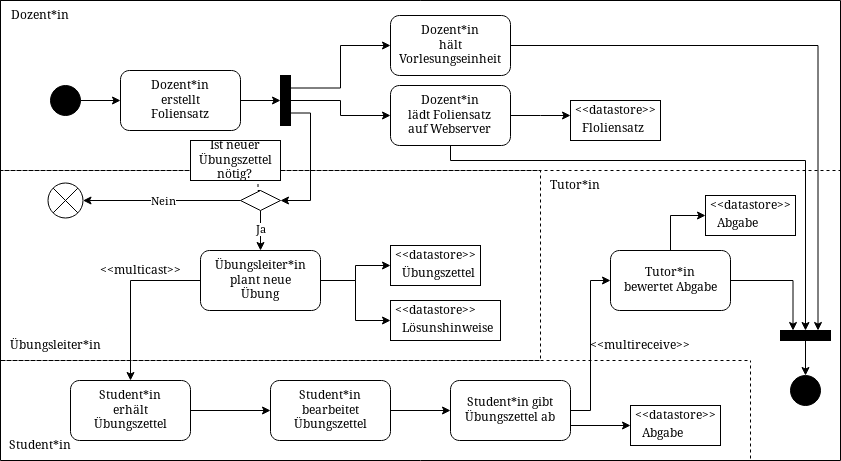 Dozent*in
Dozent*in
erstellt
Foliensatz
Dozent*in
hält
Vorlesungseinheit
Dozent*in
lädt Foliensatz
auf Webserver
<<datastore>>
Floliensatz
Ist neuer
Übungszettel
nötig?
Nein
Ja
Tutor*in
<<datastore>>
Abgabe
<<multicast>>
Übungsleiter*in
plant neue
Übung
<<datastore>>
Übungszettel
<<datastore>>
Lösunshinweise
Tutor*in
bewertet Abgabe
Übungsleiter*in
<<multireceive>>
Student*in
erhält
Übungszettel
Student*in
bearbeitet
Übungszettel
Student*in gibt
Übungszettel ab
<<datastore>>
Abgabe
Student*in